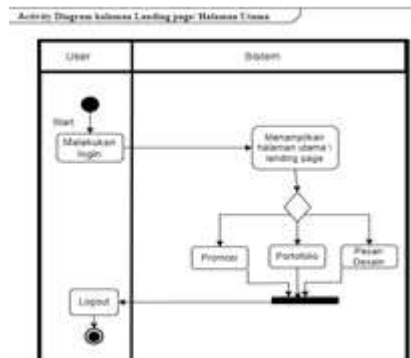 Activity Diagram halaman Landing page/ Halaman Utama
User
Sistem
Start
Melakukan
login
Menampilkan
halaman utama \
landing page
Promosi
Portofolio
Pesan
Desain
Logout